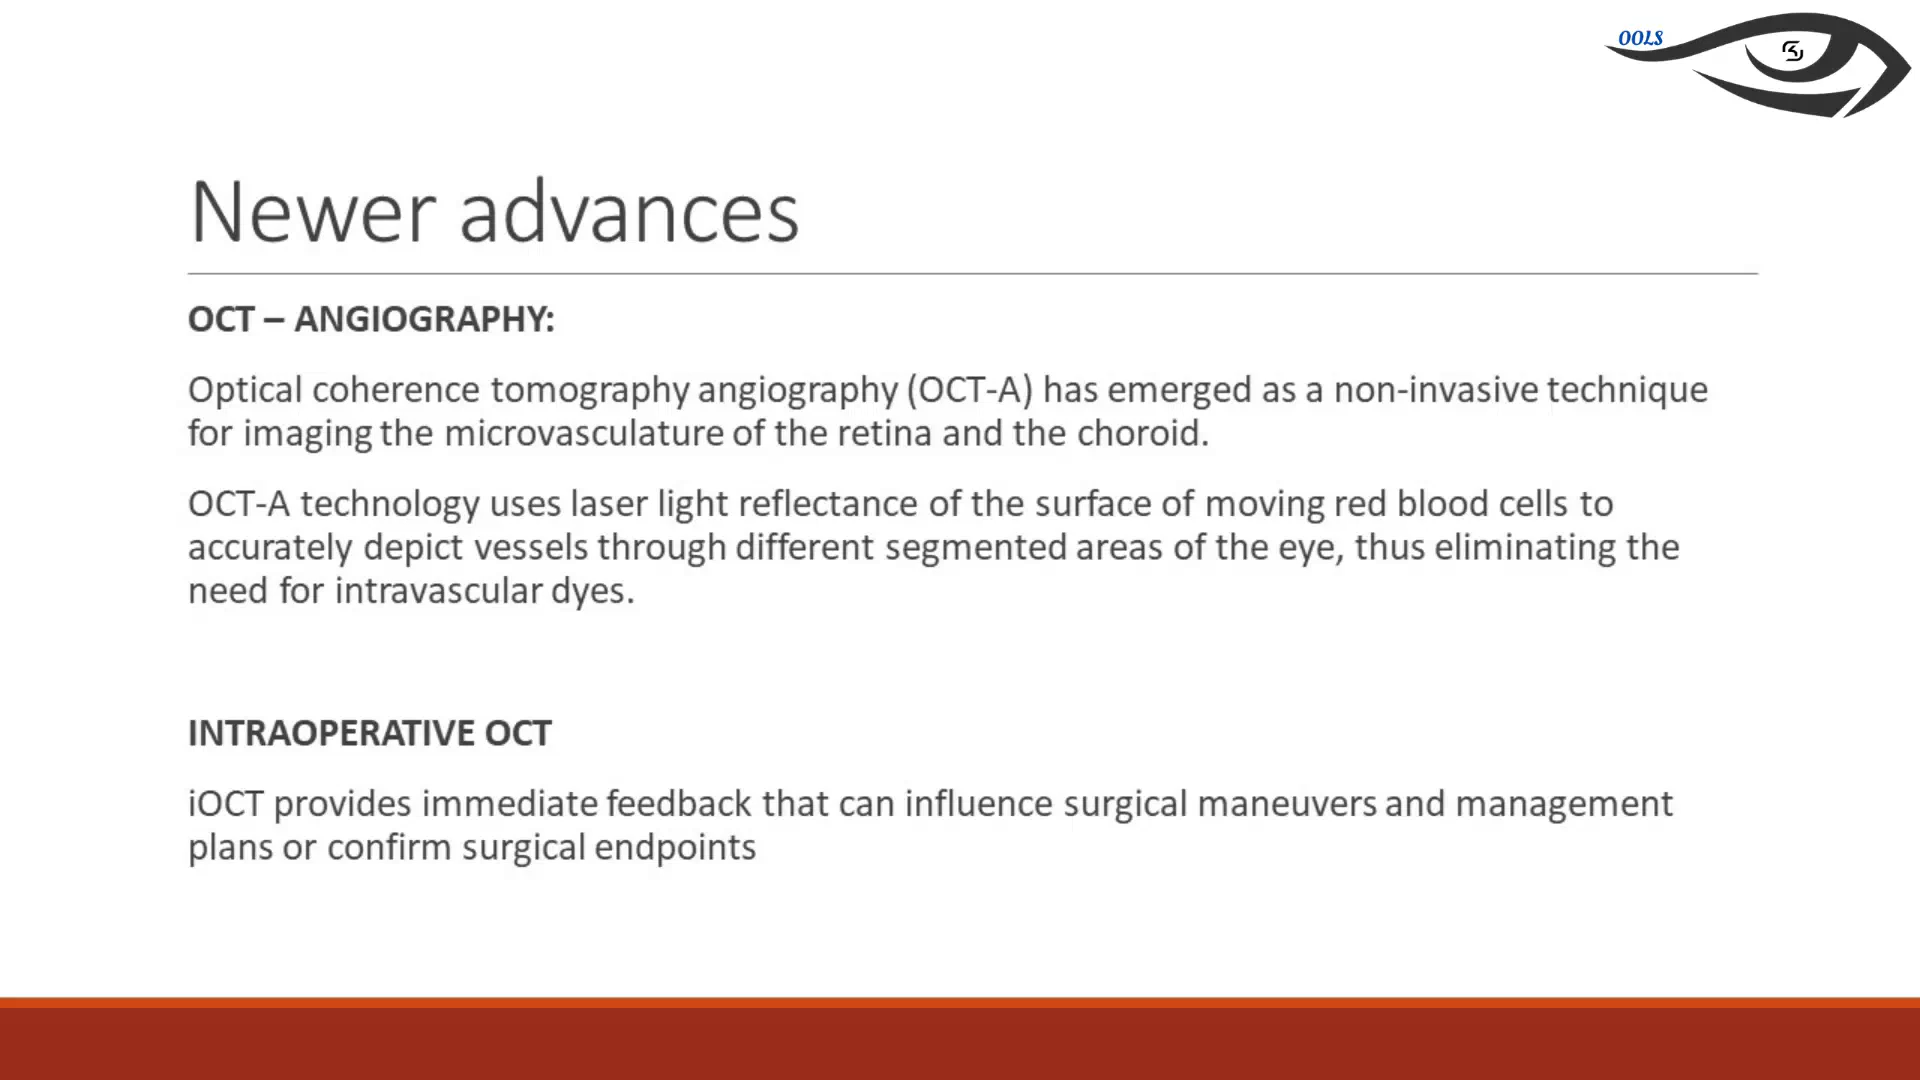 OOLS
Newer advances
OCT – ANGIOGRAPHY:
Optical coherence tomography angiography (OCT-A) has emerged as a non-invasive technique
for imaging the microvasculature of the retina and the choroid.
OCT-A technology uses laser light reflectance of the surface of moving red blood cells to
accurately depict vessels through different segmented areas of the eye, thus eliminating the
need for intravascular dyes.
INTRAOPERATIVE OCT
iOCT provides immediate feedback that can influence surgical maneuvers and management
plans or confirm surgical endpoints